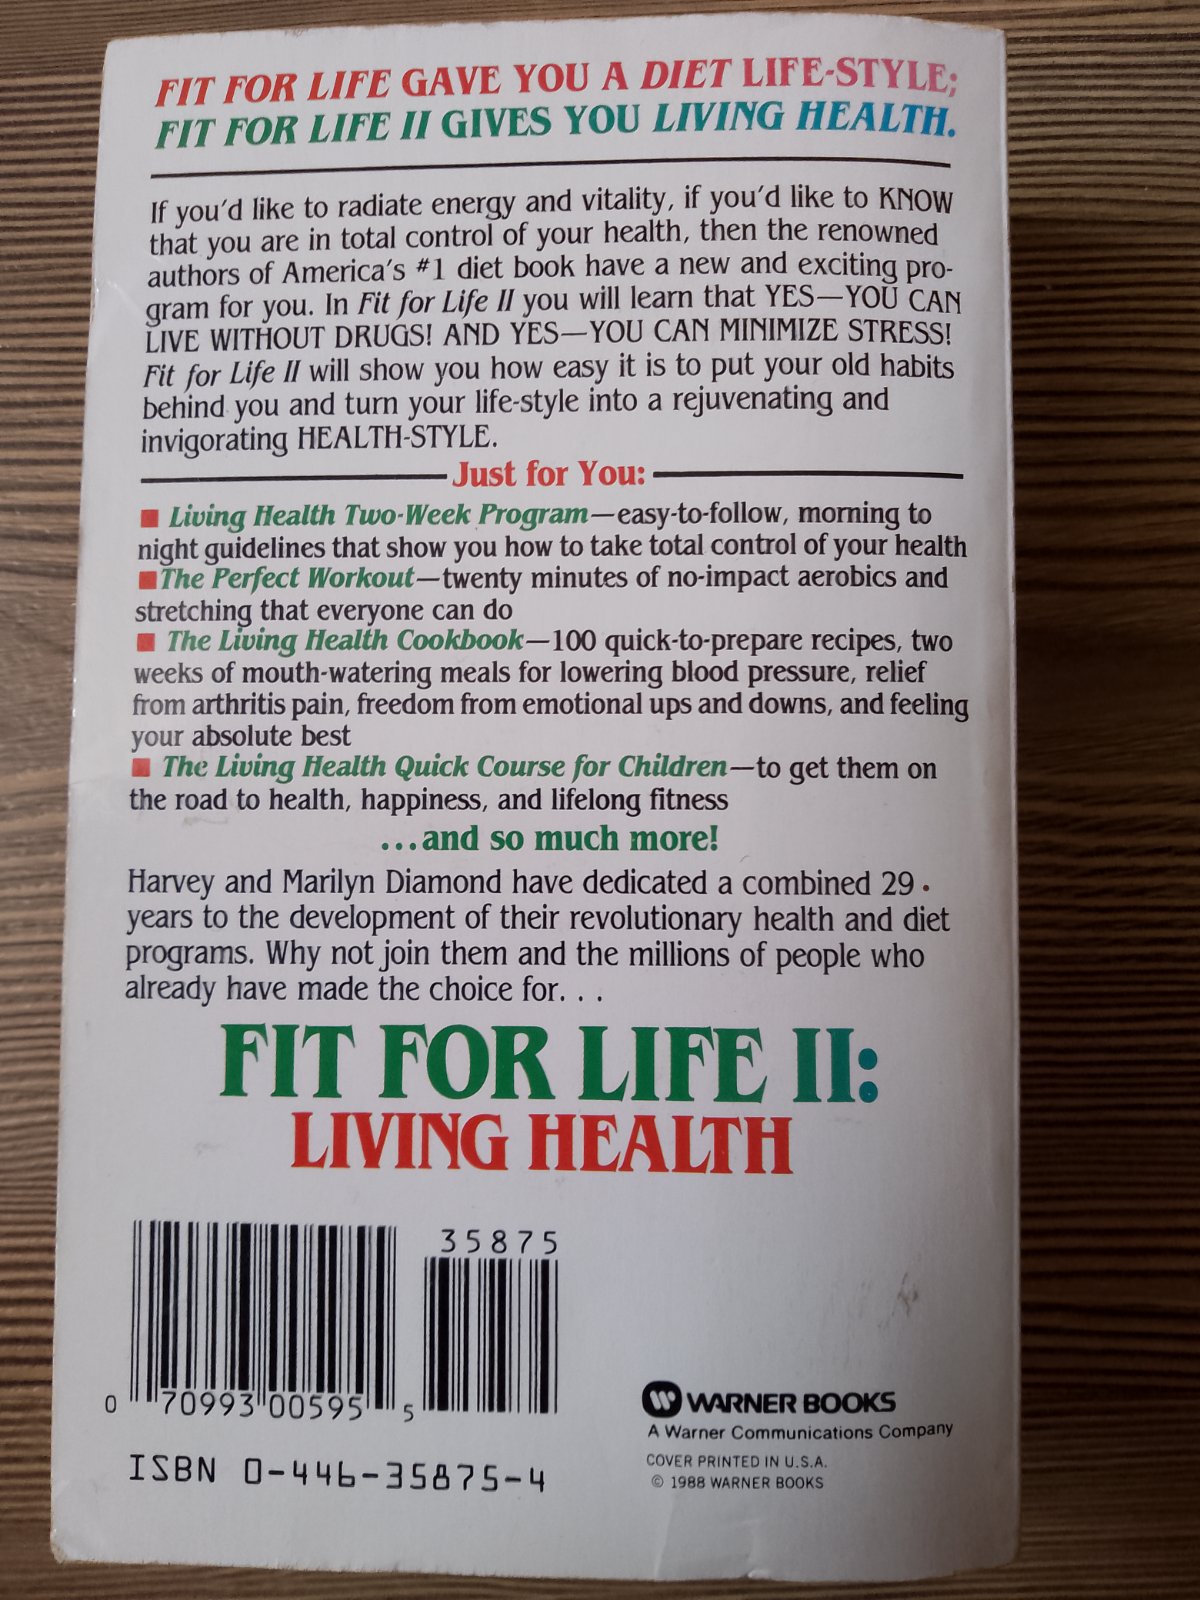 FIT FOR LIFE GAVE YOU A DIET LIFE-STYLE;
FIT FOR LIFE II GIVES YOU LIVING HEALTH.
If you'd like to radiate energy and vitality, if you'd like to KNOW
that you are in total control of your health, then the renowned
authors of America's #1 diet book have a new and exciting pro-
gram for you. In Fit for Life II you will learn that YES—YOU CAN
LIVE WITHOUT DRUGS! AND YES—YOU CAN MINIMIZE STRESS!
Fit for Life II will show you how easy it is to put your old habits
behind you and turn your life-style into a rejuvenating and
invigorating HEALTH-STYLE.
Just for You:
■ Living Health Two-Week Program—easy-to-follow, morning to
night guidelines that show you how to take total control of your health
■ The Perfect Workout—twenty minutes of no-impact aerobics and
stretching that everyone can do
■ The Living Health Cookbook—100 quick-to-prepare recipes, two
weeks of mouth-watering meals for lowering blood pressure, relief
from arthritis pain, freedom from emotional ups and downs, and feeling
your absolute best
■ The Living Health Quick Course for Children—to get them on
the road to health, happiness, and lifelong fitness
...and so much more!
Harvey and Marilyn Diamond have dedicated a combined 29
years to the development of their revolutionary health and diet
programs. Why not join them and the millions of people who
already have made the choice for. . .
FIT FOR LIFE II:
LIVING HEALTH
35875
0 70993 00595 5
ISBN 0-446-35875-4
W WARNER BOOKS
A Warner Communications Company
COVER PRINTED IN U.S.A.
© 1988 WARNER BOOKS